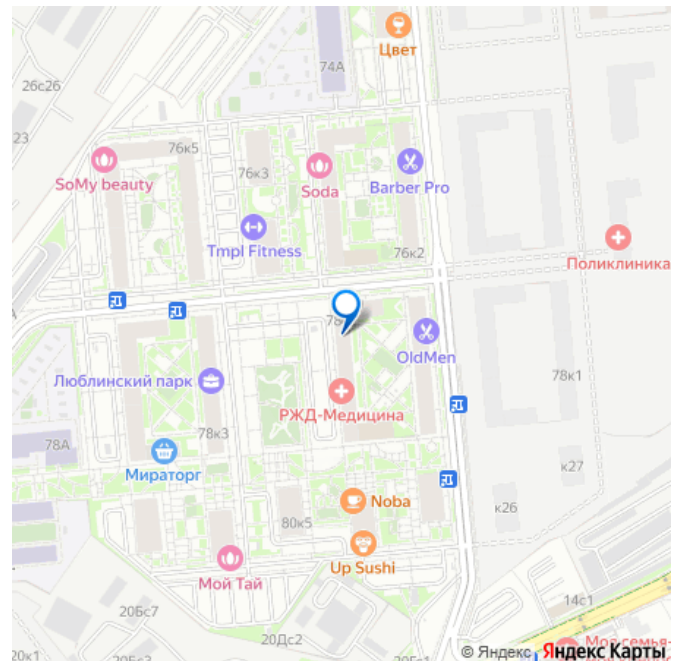 Цвет
74А
26с26
23
76к5
SoMy beauty
76к3
Soda
Barber Pro
Tmpl Fitness
76к2
Поликлиника
78
OldMen
Люблинский парк
78к1
РЖД-Медицина
78к3
78А
Мираторг
к27
Noba
80к5
к26
Up Sushi
Мой Тай
14с1
20Бс7
20Дс2
20к1
© Яндекс Яндекс Карты